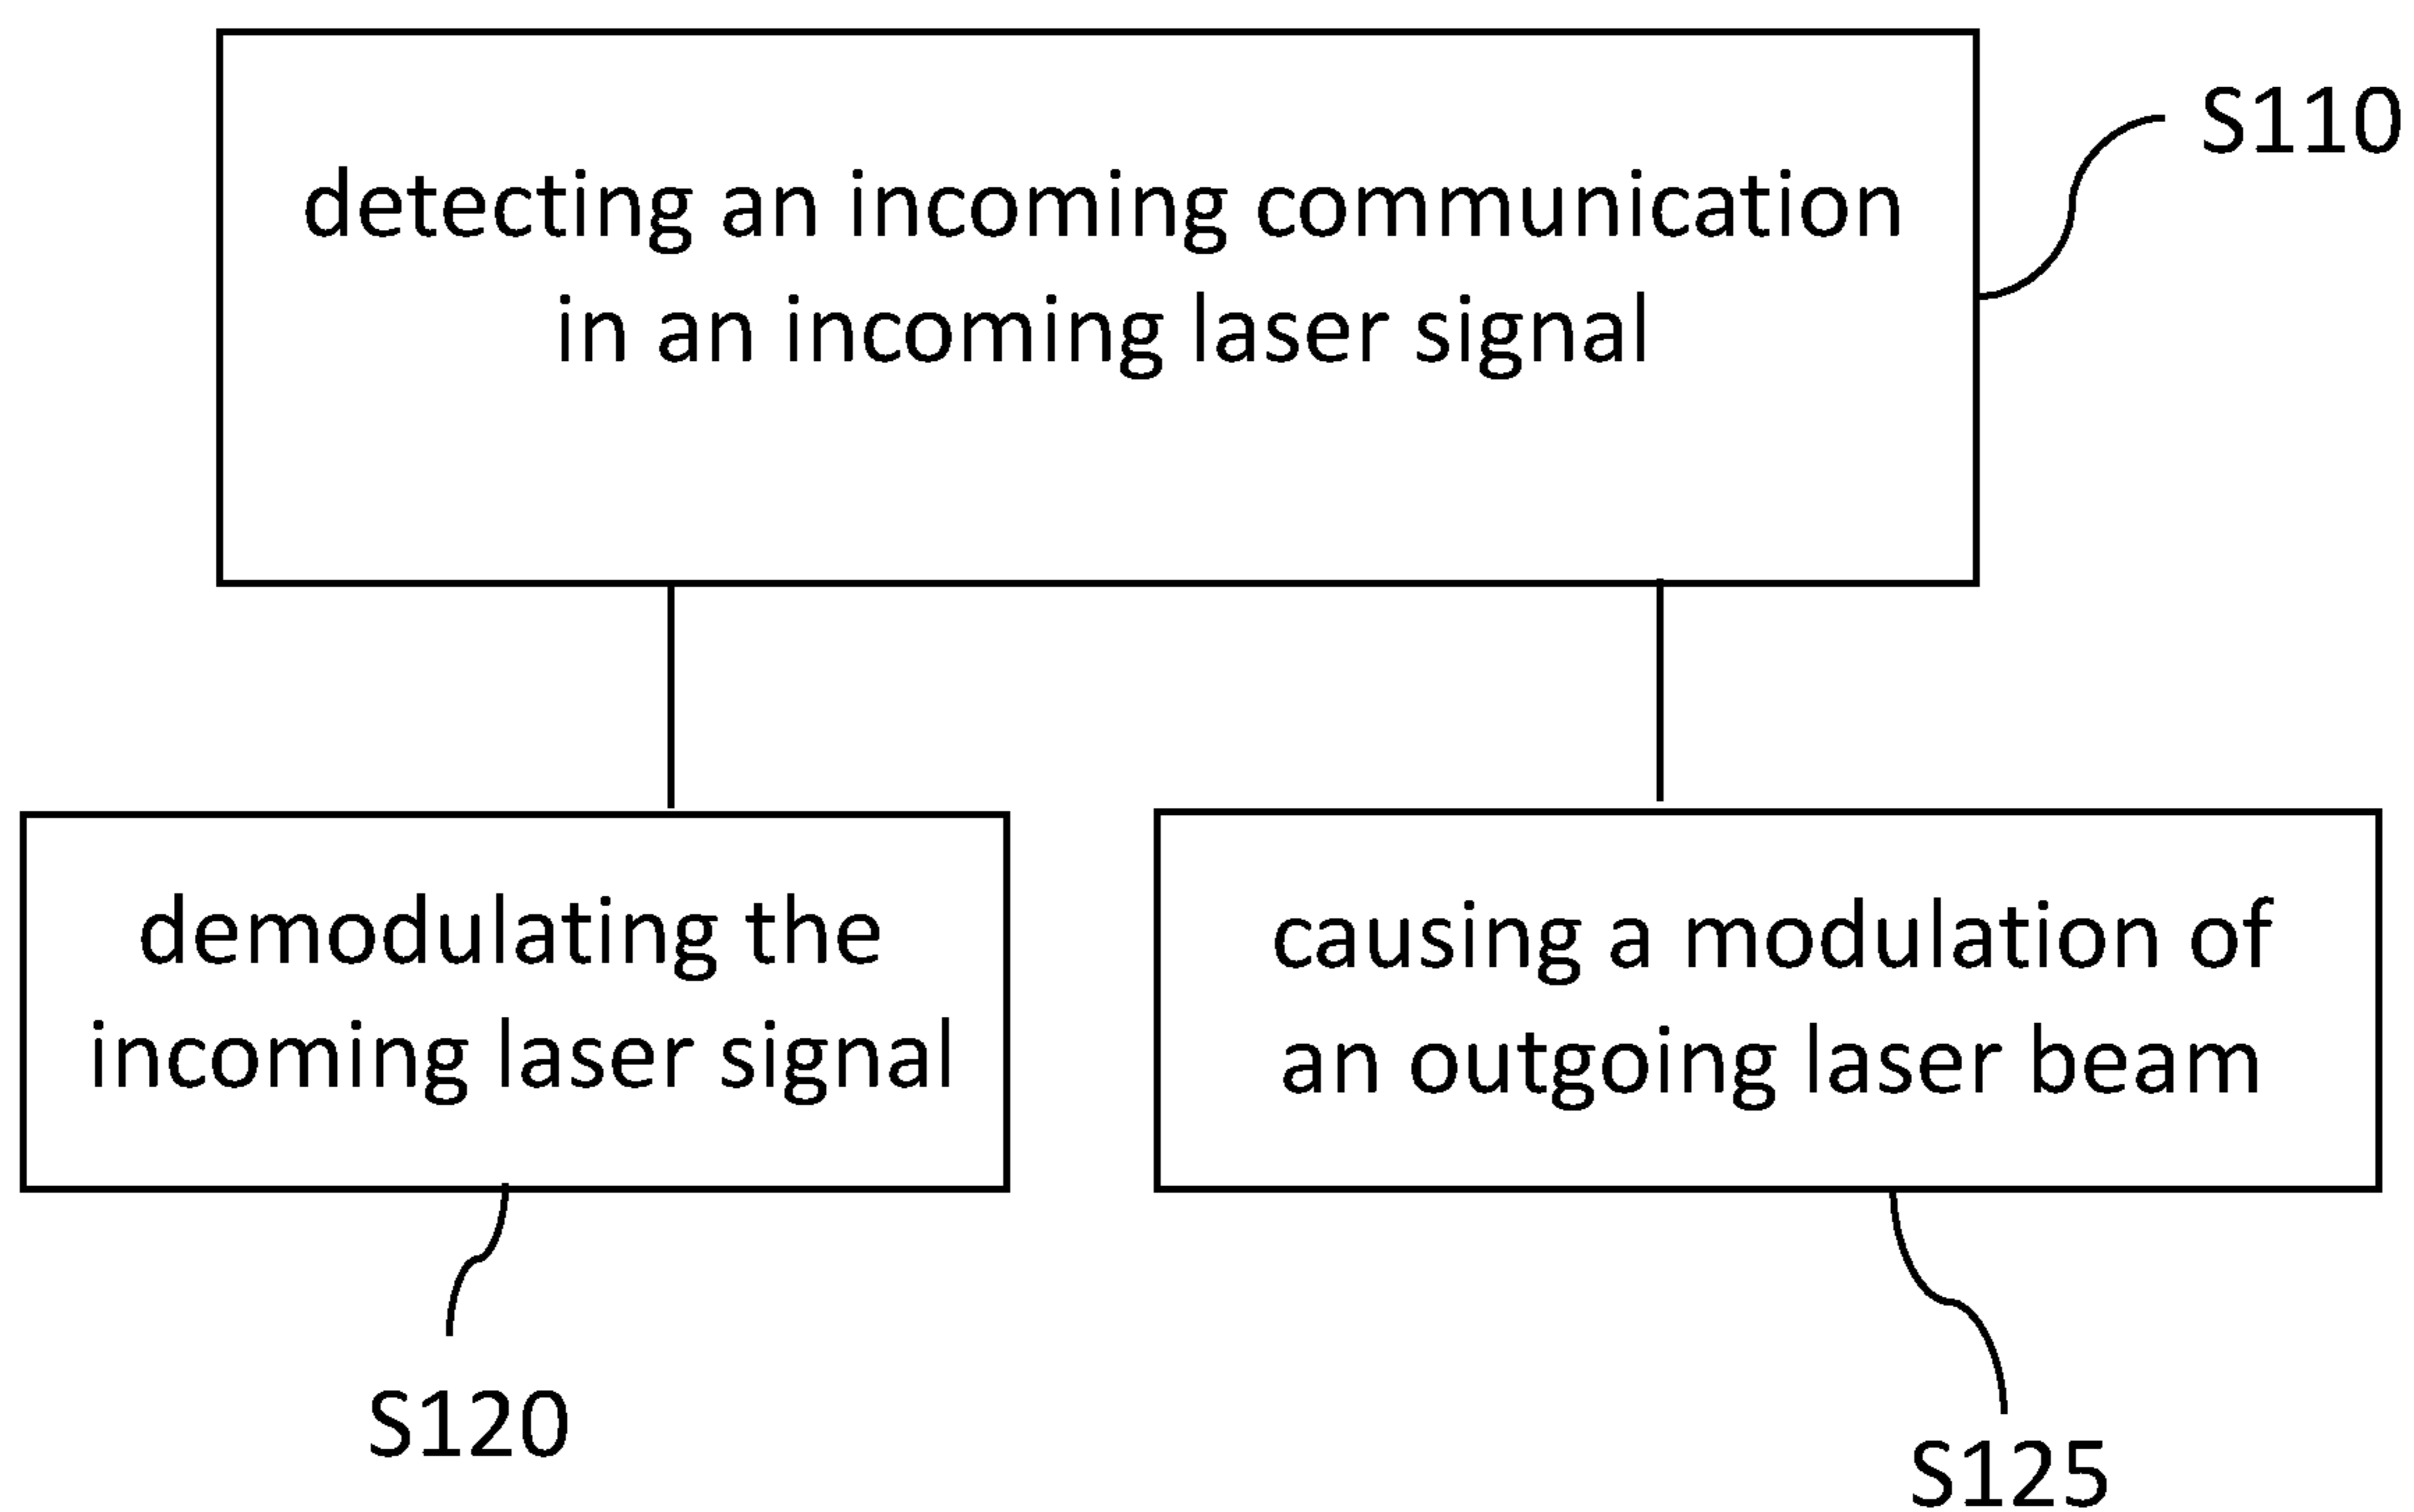 detecting an incoming communication
in an incoming laser signal
S110
demodulating the
incoming laser signal
S120
causing a modulation of
an outgoing laser beam
S125